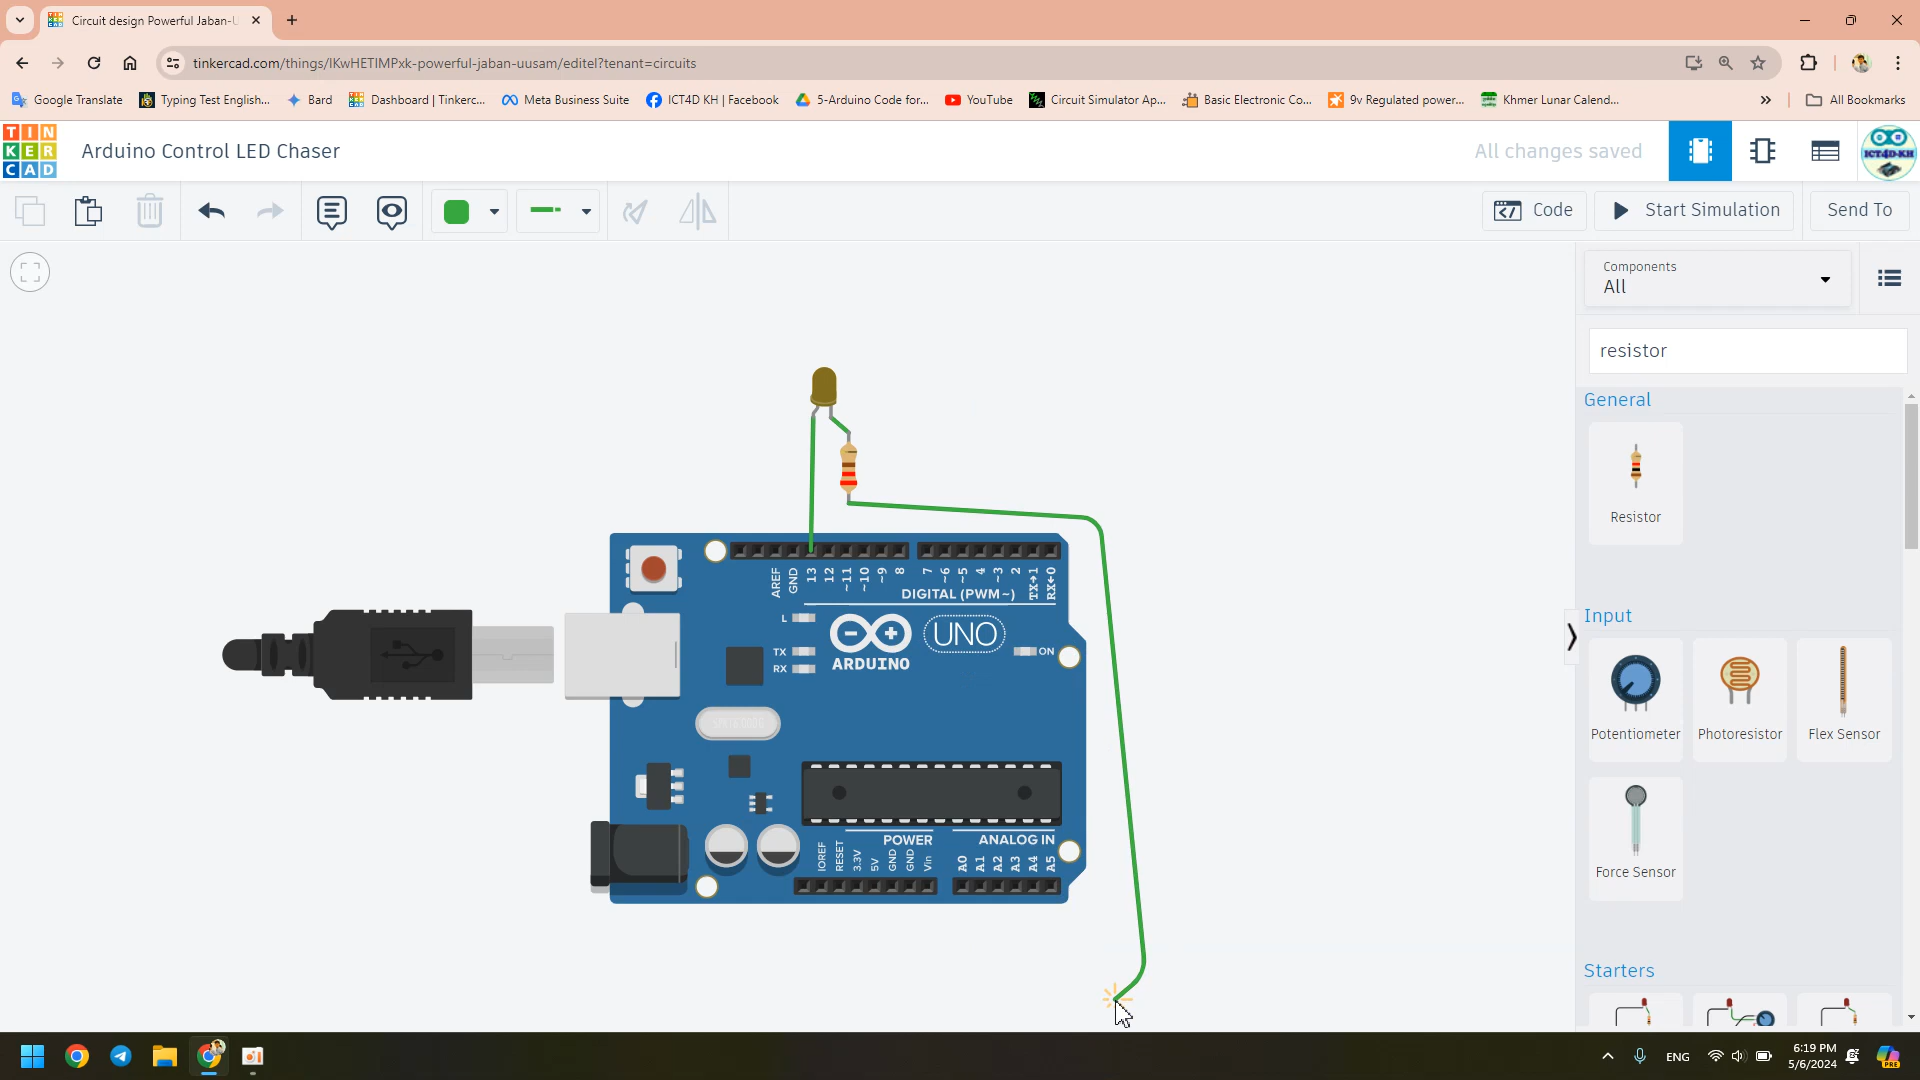 Circuit design Powerful Jaban-U
tinkercad.com/things/lKwHETIMPxk-powerful-jaban-uusam/editel?tenant=circuits
Google Translate
Typing Test English...
Bard
Dashboard | Tinkerc...
Meta Business Suite
ICT4D KH | Facebook
5-Arduino Code for...
YouTube
Circuit Simulator Ap...
Basic Electronic Co...
9v Regulated power...
Khmer Lunar Calend...
All Bookmarks
TIN
KER
CAD
Arduino Control LED Chaser
All changes saved
ICT4D-KH
Code
Start Simulation
Send To
Components
All
resistor
General
Resistor
Input
Potentiometer
Photoresistor
Flex Sensor
Force Sensor
Starters
AREF
GND
13
12
~11
~10
~9
8
7
~6
~5
4
~3
2
TX→1
RX←0
DIGITAL (PWM~)
L
TX
RX
ARDUINO
UNO
ON
POWER
ANALOG IN
IOREF
RESET
3.3V
5V
GND
GND
Vin
A0
A1
A2
A3
A4
A5
ENG
6:19 PM
5/6/2024
PRE